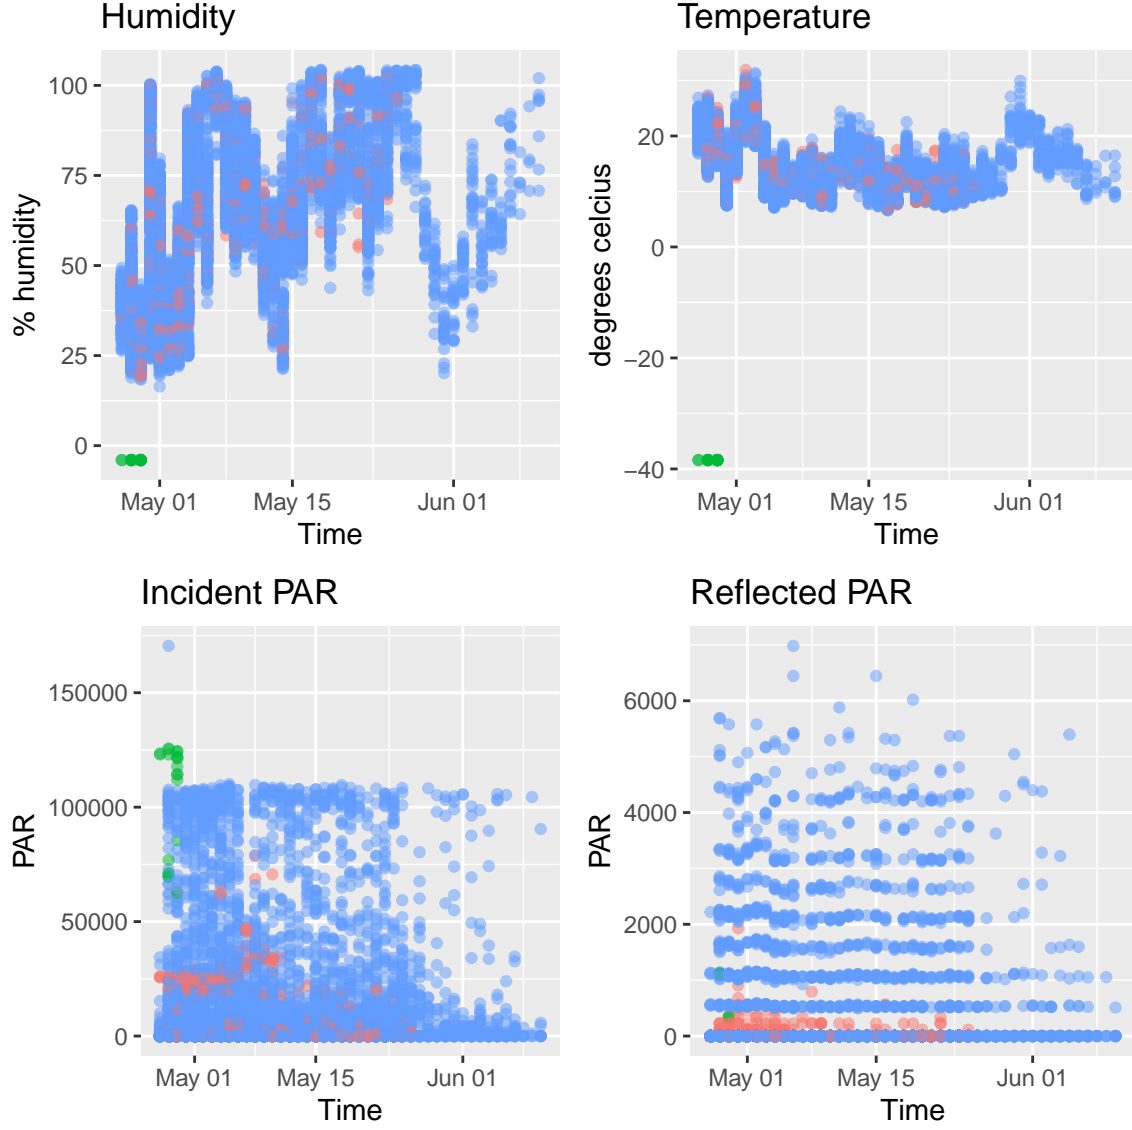 Humidity
% humidity
100
75
50
25
0
May 01 May 15 Jun 01
Time
Temperature
degrees celcius
20
0
−20
−40
May 01 May 15 Jun 01
Time
Incident PAR
PAR
150000
100000
50000
0
May 01 May 15 Jun 01
Time
Reflected PAR
PAR
6000
4000
2000
0
May 01 May 15 Jun 01
Time